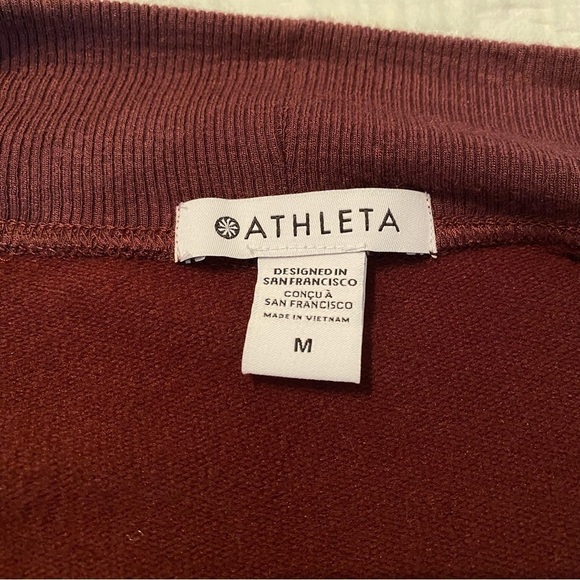 ATHLETA
DESIGNED IN
SAN FRANCISCO
CONÇU À
SAN FRANCISCO
MADE IN VIETNAM
M